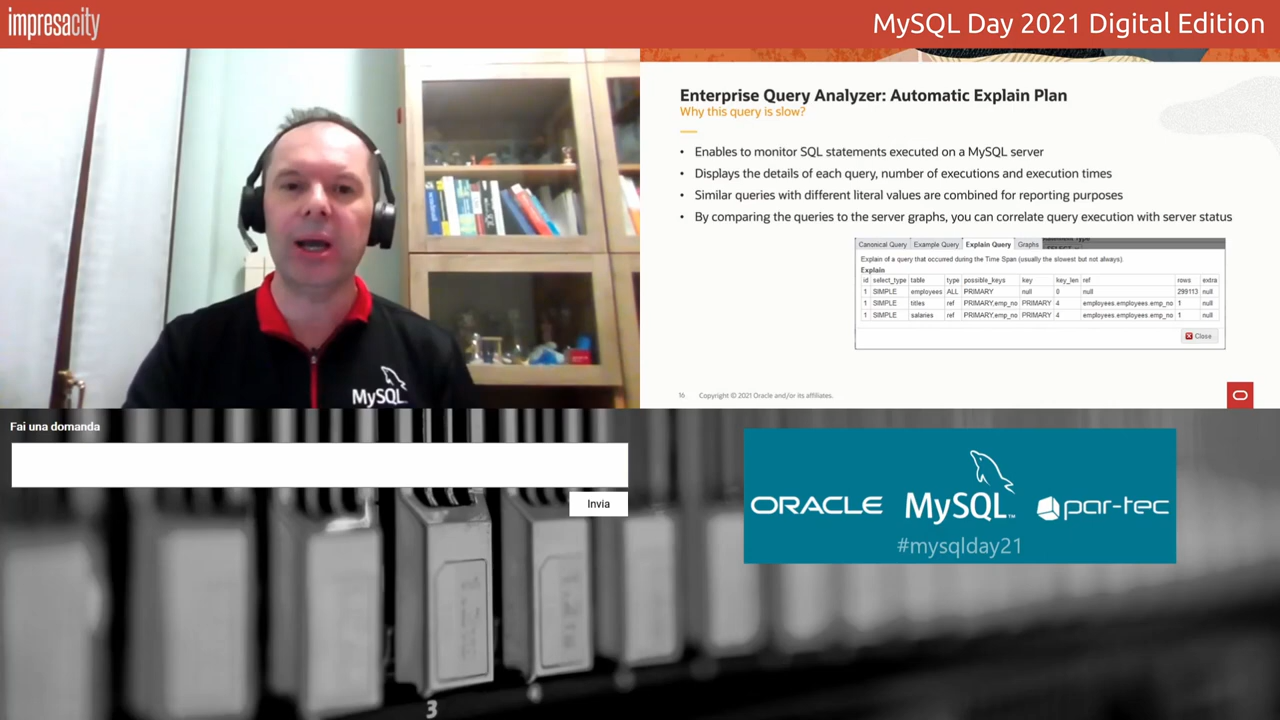 impresacity
MySQL Day 2021 Digital Edition
Enterprise Query Analyzer: Automatic Explain Plan
Why this query is slow?
• Enables to monitor SQL statements executed on a MySQL server
• Displays the details of each query, number of executions and execution times
• Similar queries with different literal values are combined for reporting purposes
• By comparing the queries to the server graphs, you can correlate query execution with server status
Canonical Query Example Query Explain Query Graphs
Explain of a query that occurred during the Time Span (usually the slowest but not always).
Explain
id select_type table type possible_keys key key_len ref rows extra
1 SIMPLE employees ALL PRIMARY null 0 null 299113 null
1 SIMPLE titles ref PRIMARY,emp_no PRIMARY 4 employees.employees.emp_no 1 null
1 SIMPLE salaries ref PRIMARY,emp_no PRIMARY 4 employees.employees.emp_no 1 null
Close
16 Copyright © 2021 Oracle and/or its affiliates.
MySQL
Fai una domanda
Invia
ORACLE MySQL™ par-tec
#mysqlday21
3
4